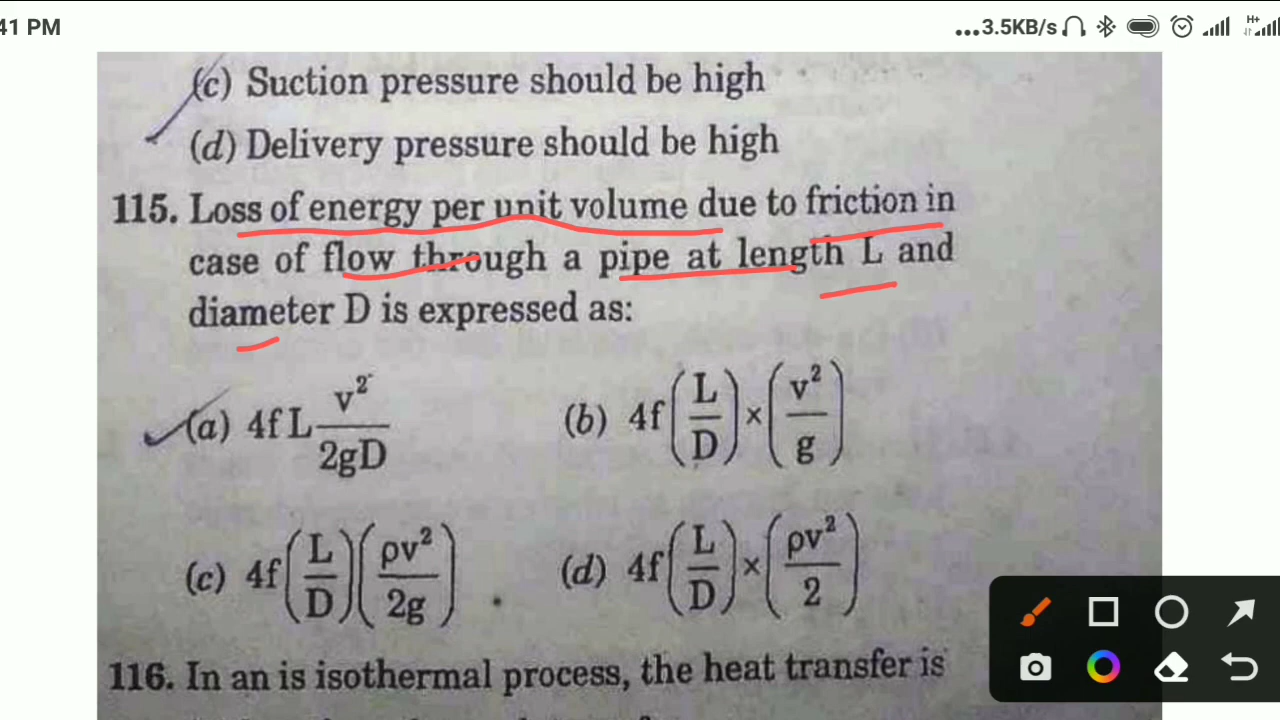 41 PM
...3.5KB/s H+
(c) Suction pressure should be high
(d) Delivery pressure should be high
115. Loss of energy per unit volume due to friction in
case of flow through a pipe at length L and
diameter D is expressed as:
(a) 4f L v²/2gD (b) 4f (L/D) × (v²/g)
(c) 4f (L/D) (ρv²/2g) (d) 4f (L/D) × (ρv²/2)
116. In an is isothermal process, the heat transfer is